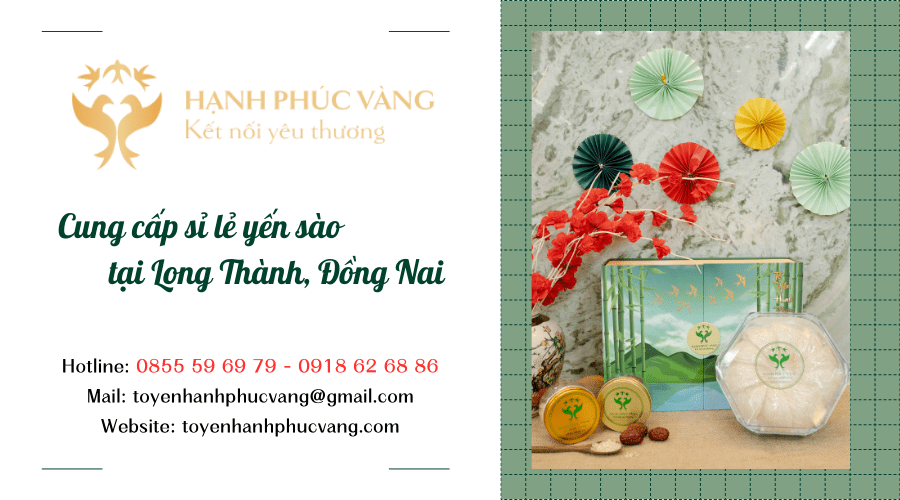 HẠNH PHÚC VÀNG
Kết nối yêu thương
Cung cấp sỉ lẻ yến sào
tại Long Thành, Đồng Nai
Hotline: 0855 59 69 79 - 0918 62 68 86
Mail: toyenhanhphucvang@gmail.com
Website: toyenhanhphucvang.com